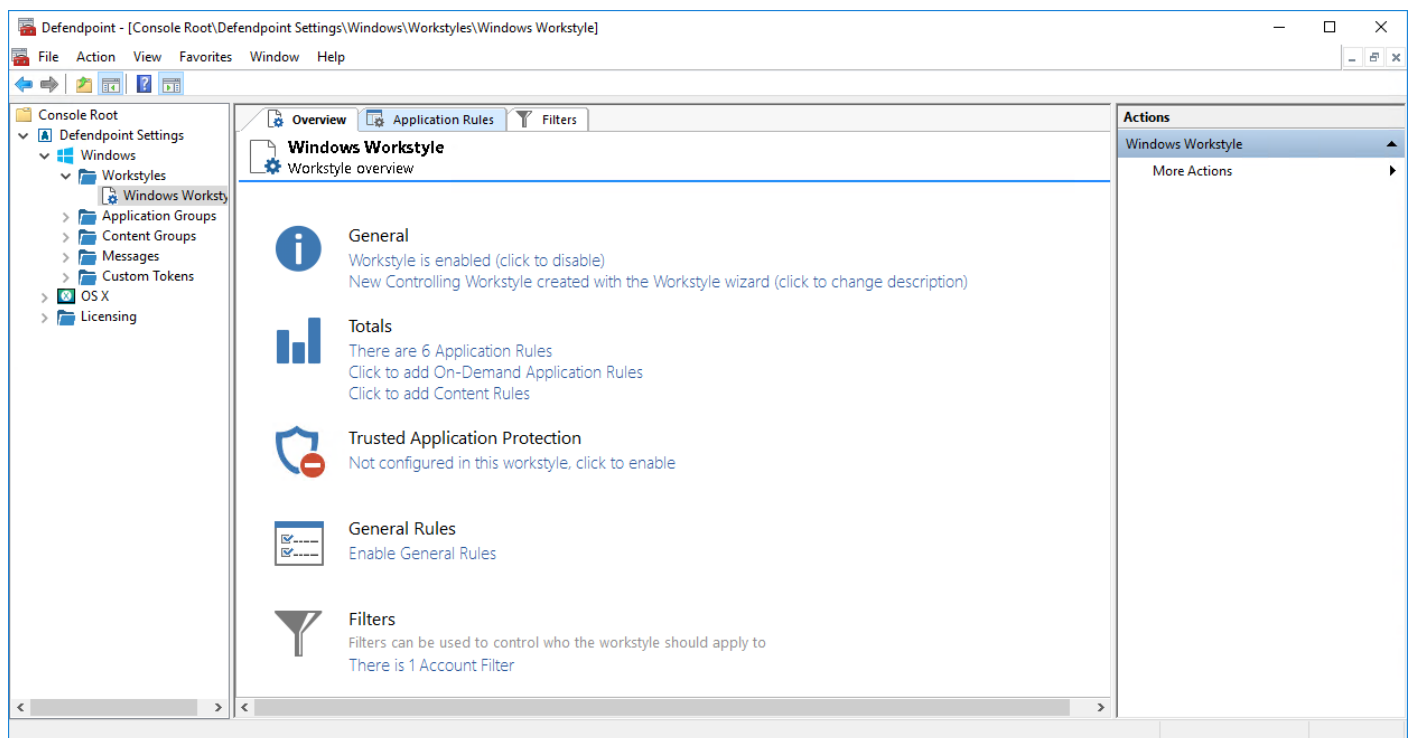 Defendpoint - [Console Root\Defendpoint Settings\Windows\Workstyles\Windows Workstyle]
File Action View Favorites Window Help
Console Root
Defendpoint Settings
Windows
Workstyles
Windows Worksty
Application Groups
Content Groups
Messages
Custom Tokens
OS X
Licensing
Overview Application Rules Filters
Windows Workstyle
Workstyle overview
General
Workstyle is enabled (click to disable)
New Controlling Workstyle created with the Workstyle wizard (click to change description)
Totals
There are 6 Application Rules
Click to add On-Demand Application Rules
Click to add Content Rules
Trusted Application Protection
Not configured in this workstyle, click to enable
General Rules
Enable General Rules
Filters
Filters can be used to control who the workstyle should apply to
There is 1 Account Filter
Actions
Windows Workstyle
More Actions